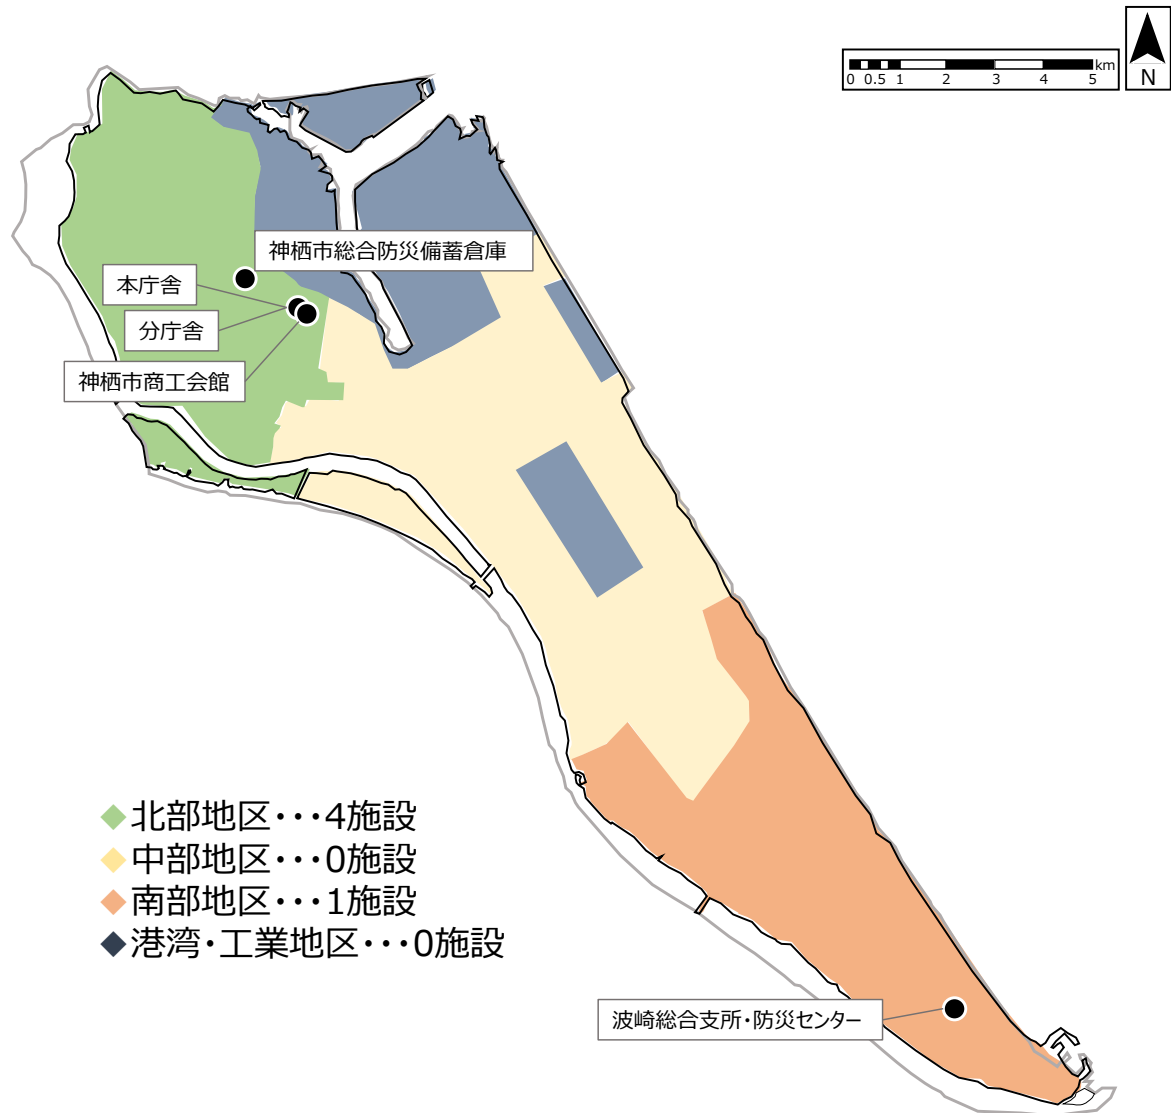 km
0 0.5 1 2 3 4 5
N
神栖市総合防災備蓄倉庫
本庁舎
分庁舎
神栖市商工会館
◆北部地区・・・4施設
◆中部地区・・・0施設
◆南部地区・・・1施設
◆港湾・工業地区・・・0施設
波崎総合支所・防災センター